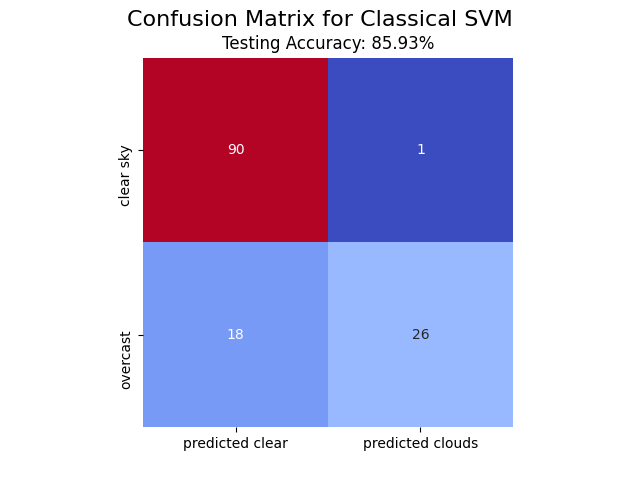 Confusion Matrix for Classical SVM
Testing Accuracy: 85.93%
clear sky
90
1
overcast
18
26
predicted clear
predicted clouds